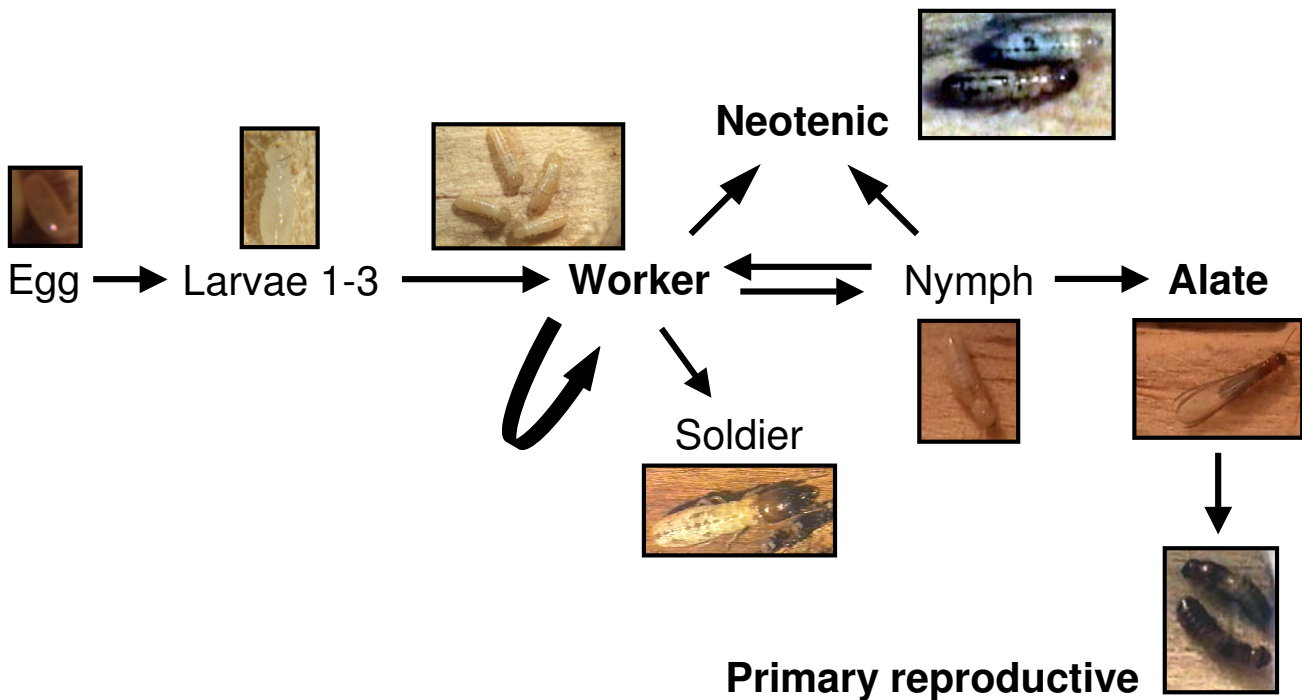 Neotenic
Egg
Larvae 1-3
Worker
Nymph
Alate
Soldier
Primary reproductive